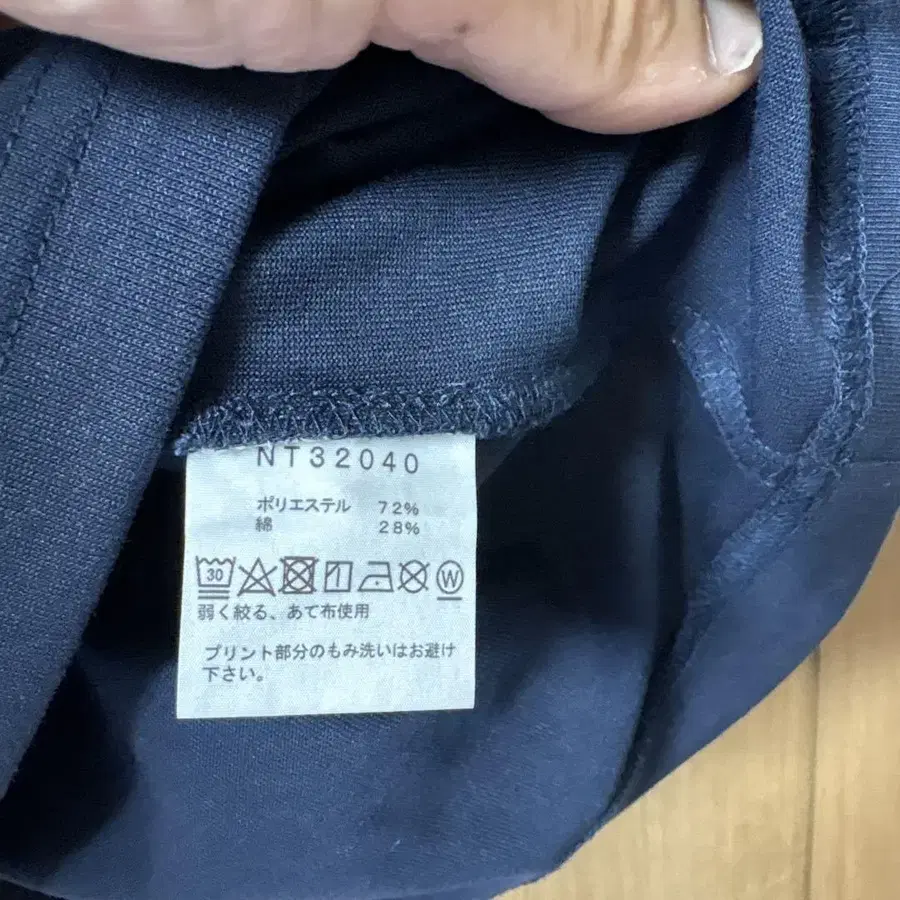 NT32040
ポリエステル 72%
綿 28%
30 W
弱く絞る、あて布使用
プリント部分のもみ洗いはお避け
下さい。